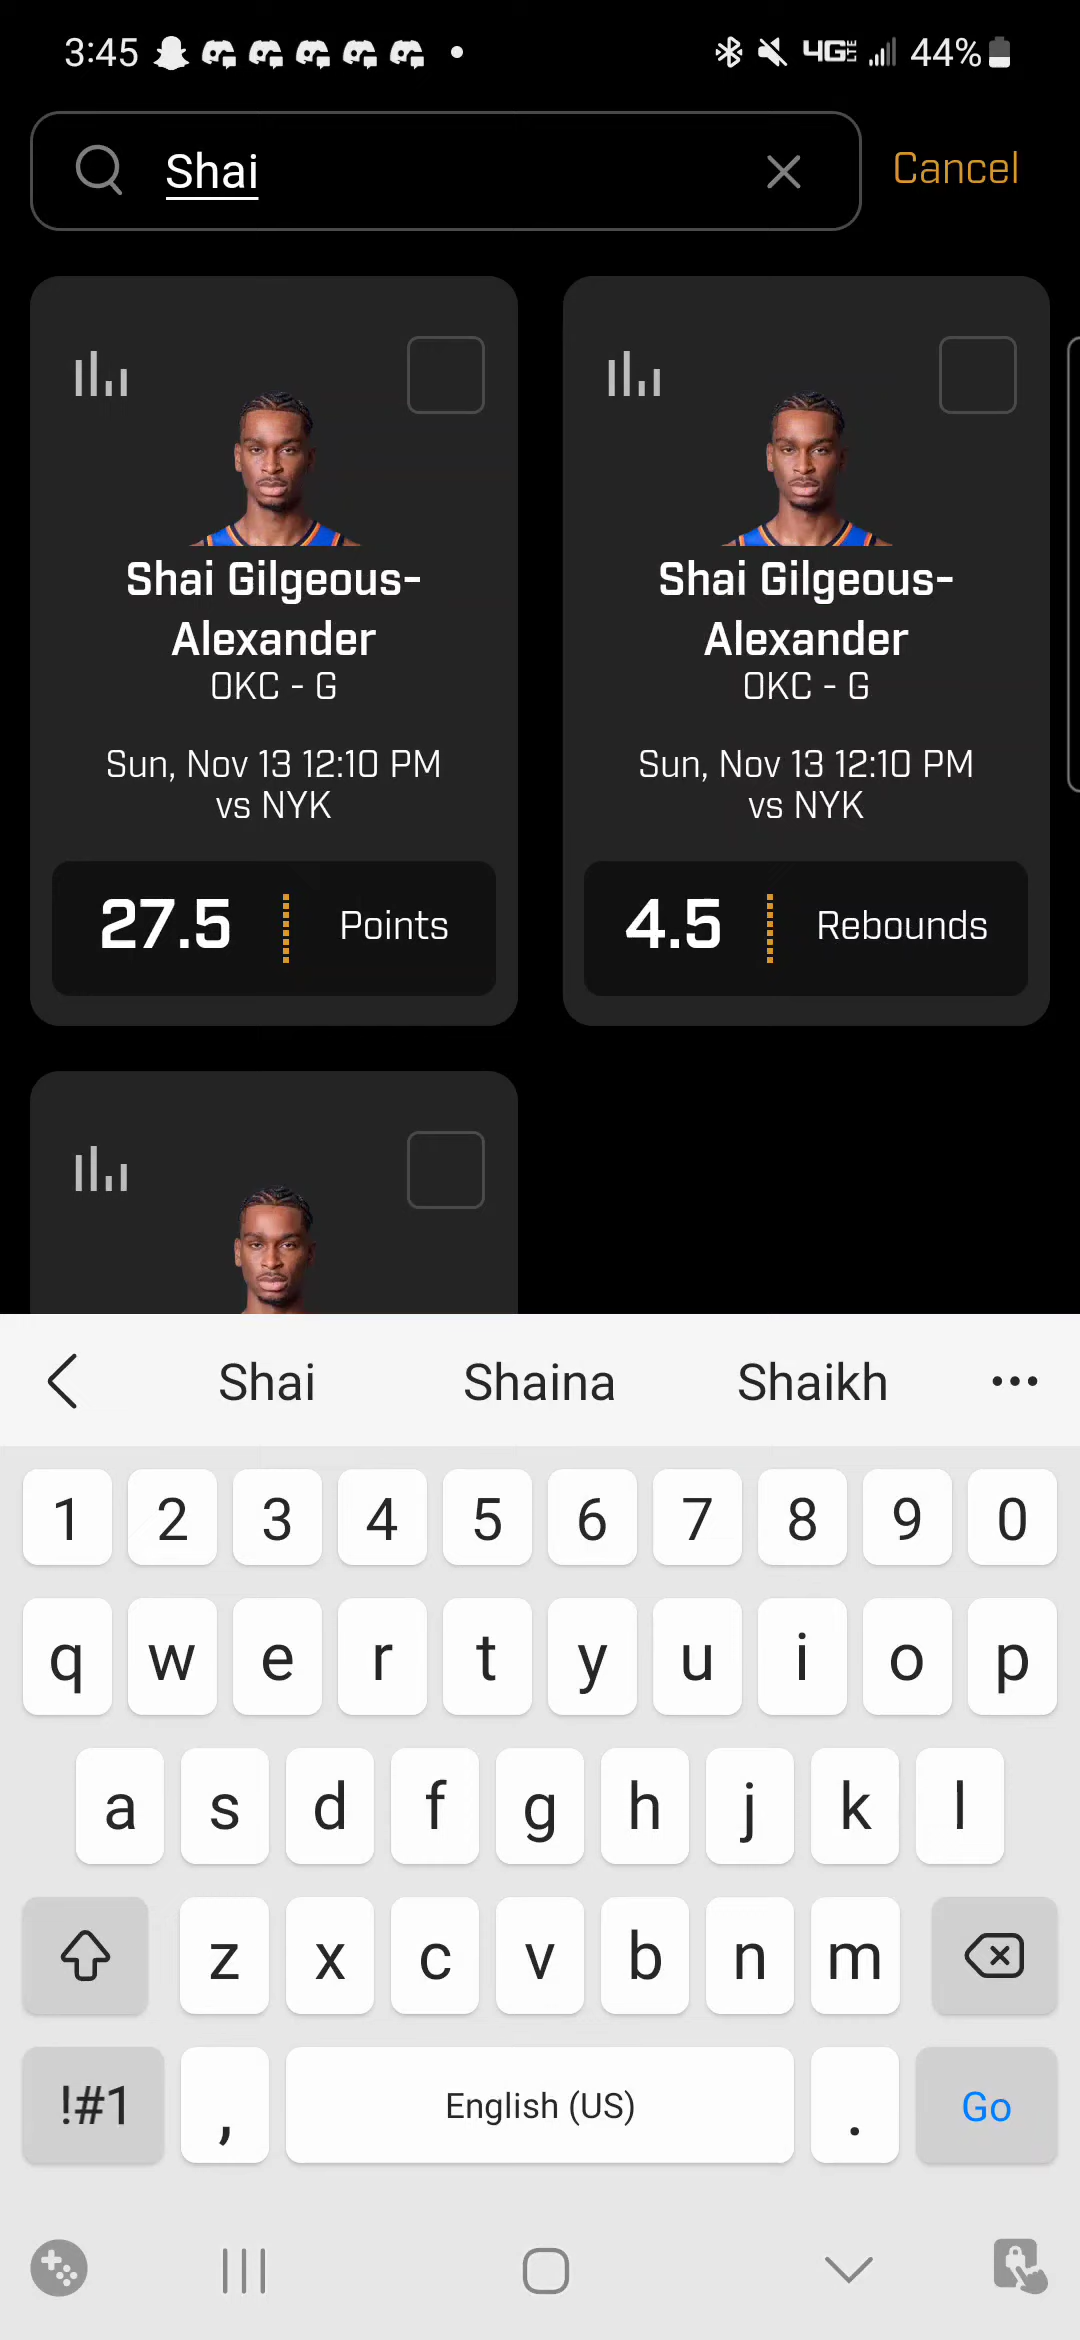 3:45
4G LTE 44%
Shai
Cancel
Shai Gilgeous-
Alexander
OKC - G
Sun, Nov 13 12:10 PM
vs NYK
27.5 Points
Shai Gilgeous-
Alexander
OKC - G
Sun, Nov 13 12:10 PM
vs NYK
4.5 Rebounds
Shai Shaina Shaikh
1 2 3 4 5 6 7 8 9 0
q w e r t y u i o p
a s d f g h j k l
z x c v b n m
!#1 , English (US) . Go